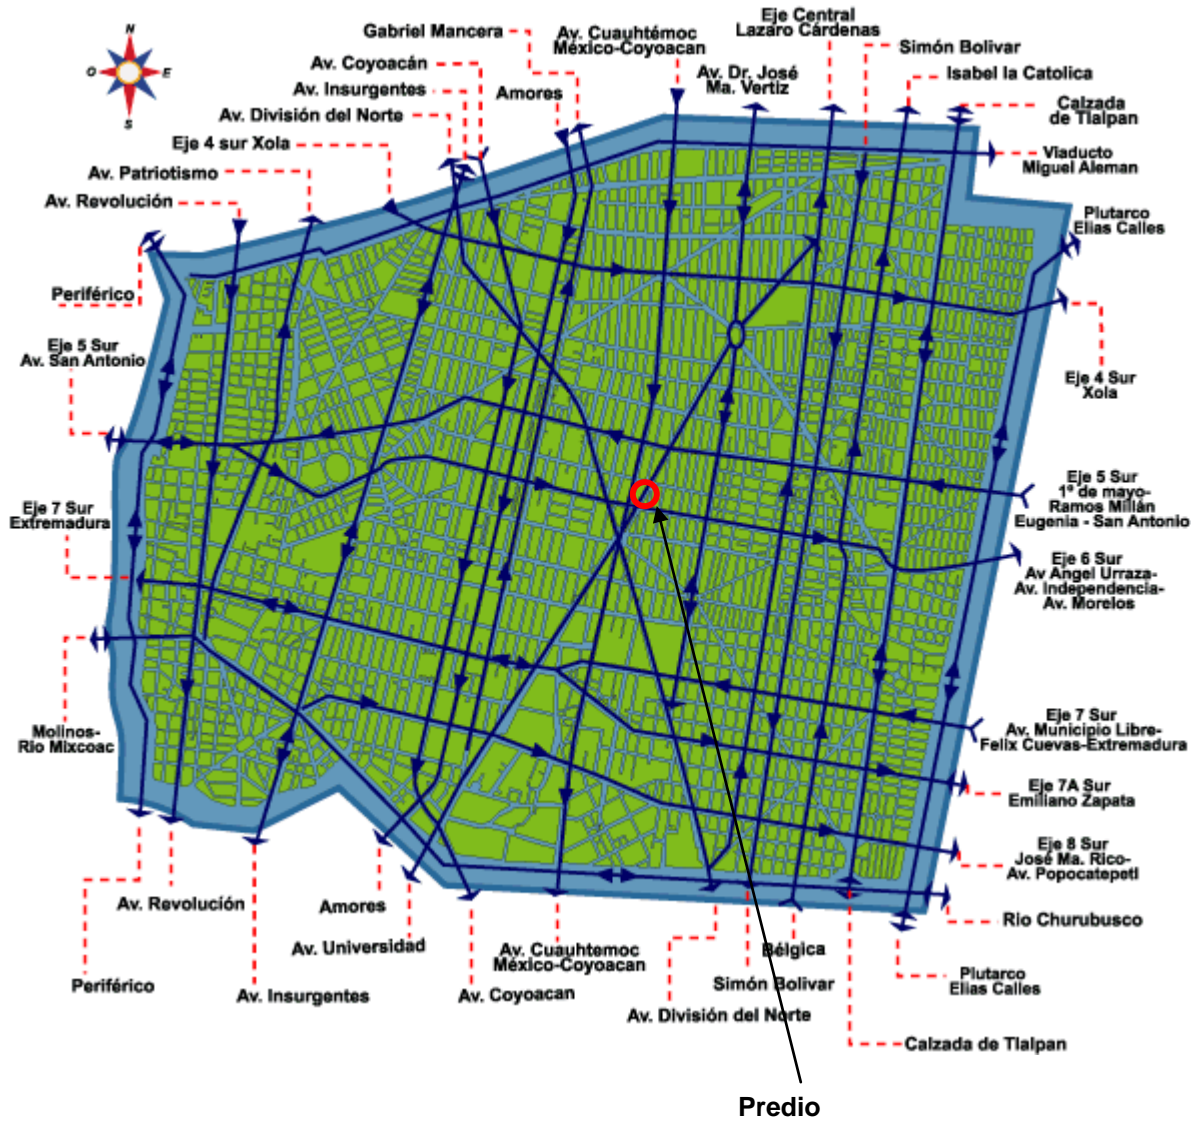 Eje Central
Lazaro Cárdenas
Gabriel Mancera
Av. Cuauhtémoc
México-Coyoacan
Simón Bolivar
Av. Coyoacán
Av. Dr. José
Ma. Vertiz
Isabel la Catolica
Av. Insurgentes
Amores
Calzada
de Tlalpan
Av. División del Norte
Eje 4 sur Xola
Viaducto
Miguel Aleman
Av. Patriotismo
Av. Revolución
Plutarco
Elias Calles
N
O
E
S
Periférico
Eje 5 Sur
Av. San Antonio
Eje 4 Sur
Xola
Eje 5 Sur
1º de mayo-
Ramos Millán
Eugenia - San Antonio
Eje 7 Sur
Extremadura
Eje 6 Sur
Av Angel Urraza-
Av. Independencia-
Av. Morelos
Molinos-
Rio Mixcoac
Eje 7 Sur
Av. Municipio Libre-
Felix Cuevas-Extremadura
Eje 7A Sur
Emiliano Zapata
Eje 8 Sur
José Ma. Rico-
Av. Popocatepetl
Av. Revolución
Amores
Rio Churubusco
Av. Universidad
Av. Cuauhtemoc
México-Coyoacan
Bélgica
Periférico
Av. Insurgentes
Av. Coyoacan
Simón Bolivar
Plutarco
Elias Calles
Av. División del Norte
Calzada de Tlalpan
Predio